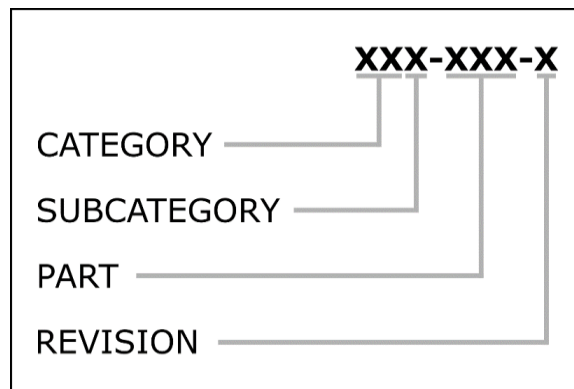 XXX-XXX-X
CATEGORY
SUBCATEGORY
PART
REVISION